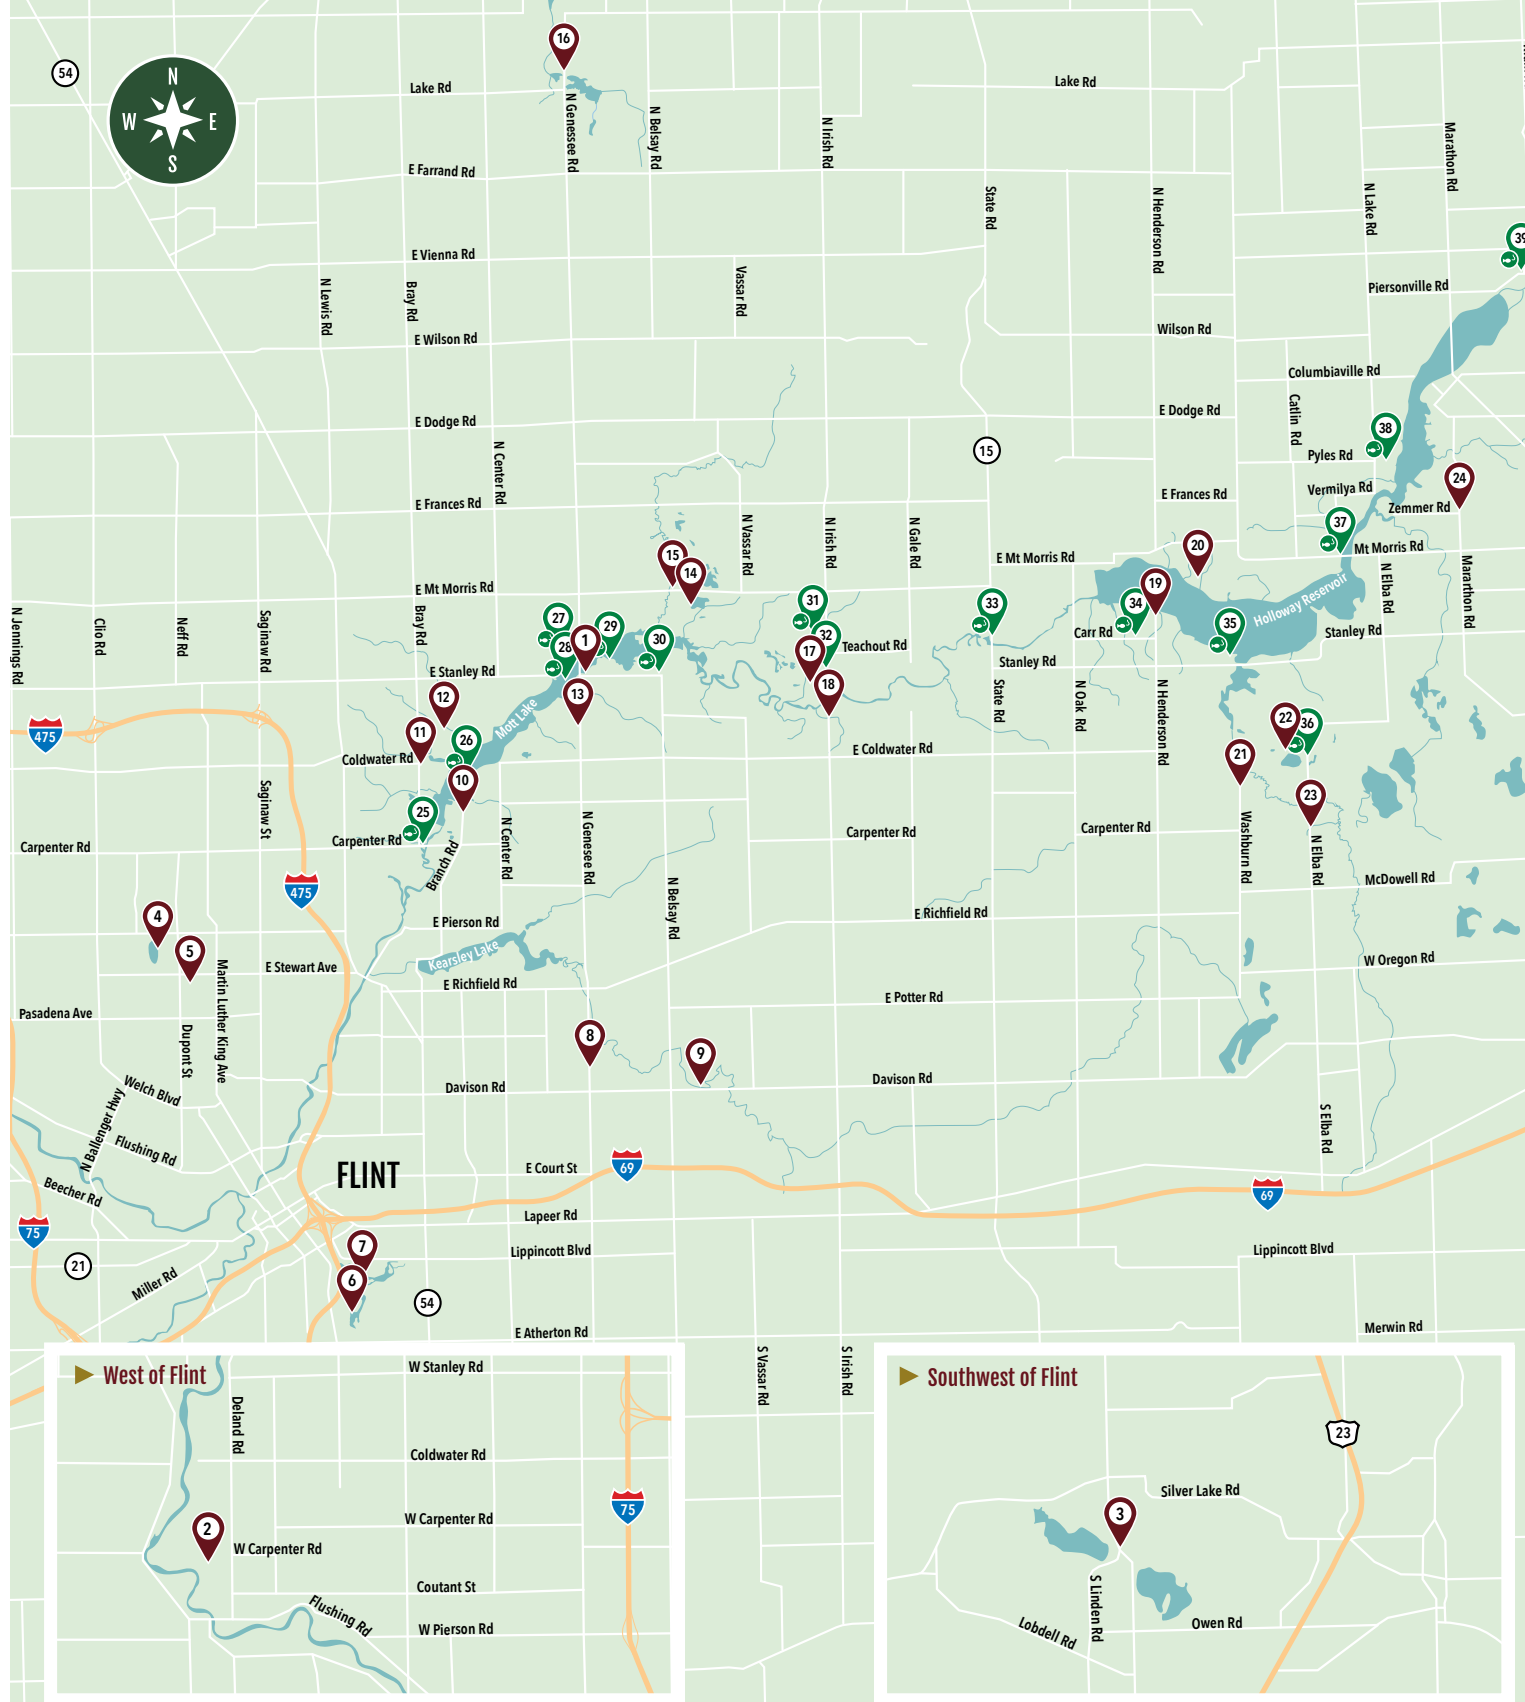 16
54
N
W E
S
Lake Rd
Lake Rd
N Genessee Rd
N Belsay Rd
N Irish Rd
Marathon Rd
E Farrand Rd
State Rd
N Henderson Rd
N Lake Rd
39
E Vienna Rd
N Lewis Rd
Bray Rd
Vassar Rd
Piersonville Rd
E Wilson Rd
Wilson Rd
Columbiaville Rd
E Dodge Rd
E Dodge Rd
Catlin Rd
38
N Center Rd
15
Pyles Rd
24
E Frances Rd
E Frances Rd
Vermilya Rd
Zemmer Rd
37
N Vassar Rd
N Irish Rd
N Gale Rd
20
Mt Morris Rd
15
14
E Mt Morris Rd
E Mt Morris Rd
19
N Elba Rd
Mararthon Rd
Holloway Reservoir
N Jennings Rd
Clio Rd
Neff Rd
Saginaw Rd
Bray Rd
27
28
1
29
30
31
32
Teachout Rd
33
34
Carr Rd
35
Stanley Rd
17
Stanley Rd
E Stanley Rd
18
12
13
State Rd
N Oak Rd
N Henderson Rd
475
11
26
Mott Lake
22
36
Coldwater Rd
E Coldwater Rd
21
10
23
Saginaw St
25
Carpenter Rd
Carpenter Rd
Branch Rd
N Center Rd
N Genesee Rd
Carpenter Rd
Carpenter Rd
Washburn Rd
N Elba Rd
475
N Belsay Rd
McDowell Rd
4
E Pierson Rd
E Richfield Rd
5
Kearsley Lake
Martin Luther King Ave
E Stewart Ave
W Oregon Rd
E Richfield Rd
E Potter Rd
Pasadena Ave
Dupont St
8
9
Welch Blvd
Davison Rd
Davison Rd
N Ballenger Hwy
Flushing Rd
S Elba Rd
FLINT
E Court St
69
Beecher Rd
69
Lapeer Rd
75
7
Lippincott Blvd
Lippincott Blvd
21
Miller Rd
6
54
E Atherton Rd
Merwin Rd
West of Flint
W Stanley Rd
S Vassar Rd
S Irish Rd
Southwest of Flint
Deland Rd
23
Coldwater Rd
Silver Lake Rd
75
3
W Carpenter Rd
2
W Carpenter Rd
Coutant St
S Linden Rd
Flushing Rd
W Pierson Rd
Lobdell Rd
Owen Rd